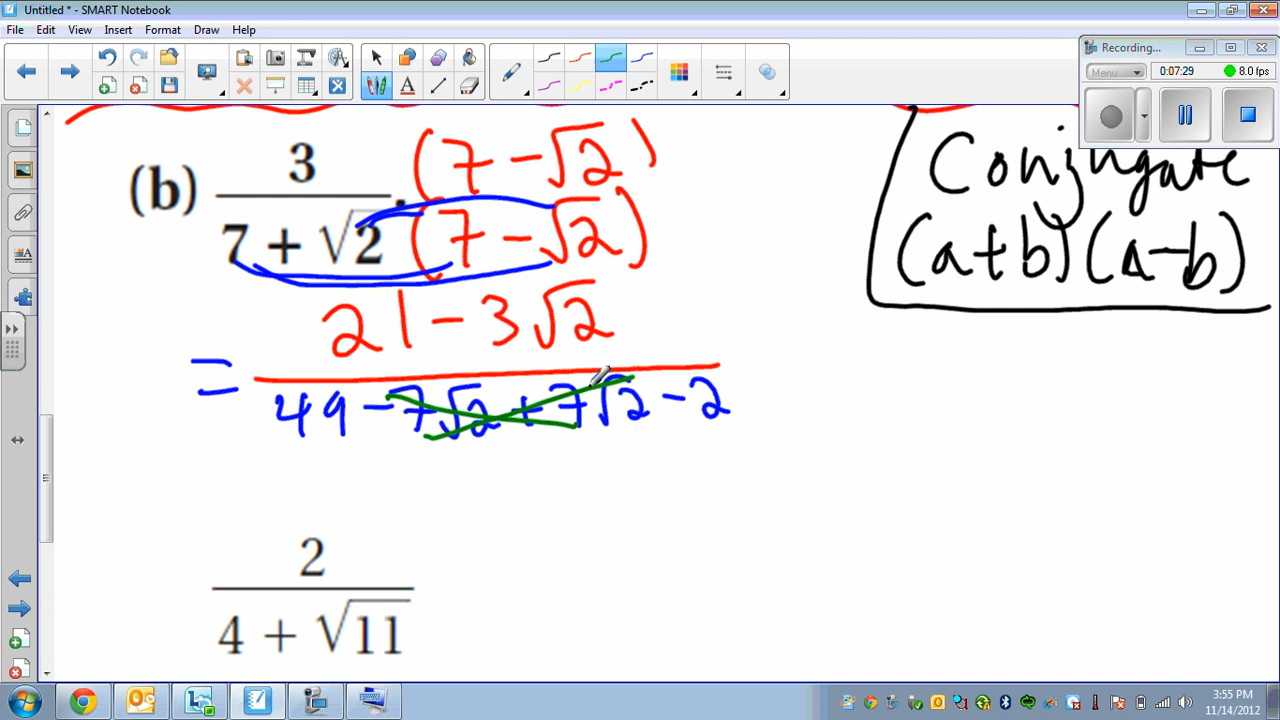 Untitled * - SMART Notebook
File Edit View Insert Format Draw Help
Recording...
Menu 0:07:29 8.0 fps
Conjugate
(a+b)(a-b)
(b) 3 (7 - √2)
7 + √2 (7 - √2)
21 - 3√2
=
49 - 7√2 + 7√2 - 2
2
4 + √11
3:55 PM
11/14/2012